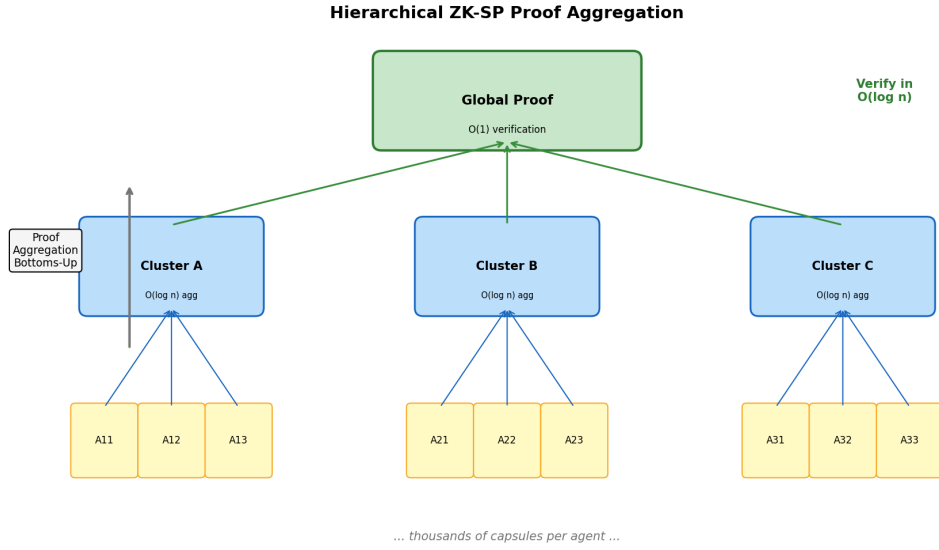 Hierarchical ZK-SP Proof Aggregation
Global Proof
O(1) verification
Verify in
O(log n)
Proof
Aggregation
Bottoms-Up
Cluster A
O(log n) agg
Cluster B
O(log n) agg
Cluster C
O(log n) agg
A11
A12
A13
A21
A22
A23
A31
A32
A33
... thousands of capsules per agent ...